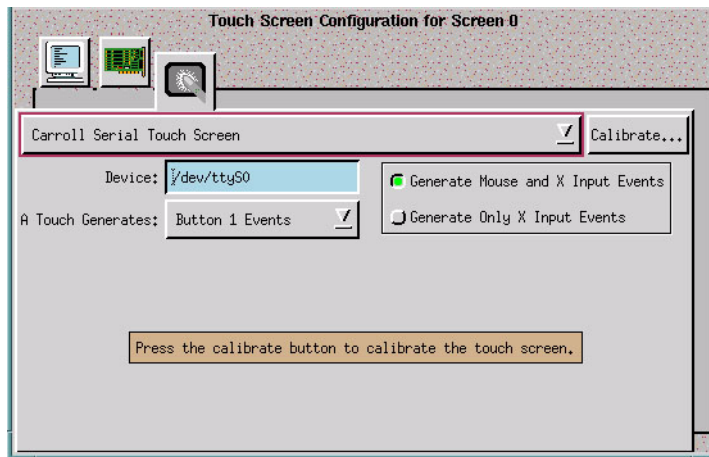 Touch Screen Configuration for Screen 0
Carroll Serial Touch Screen
Calibrate...
Device: /dev/ttyS0
Generate Mouse and X Input Events
A Touch Generates: Button 1 Events
Generate Only X Input Events
Press the calibrate button to calibrate the touch screen.